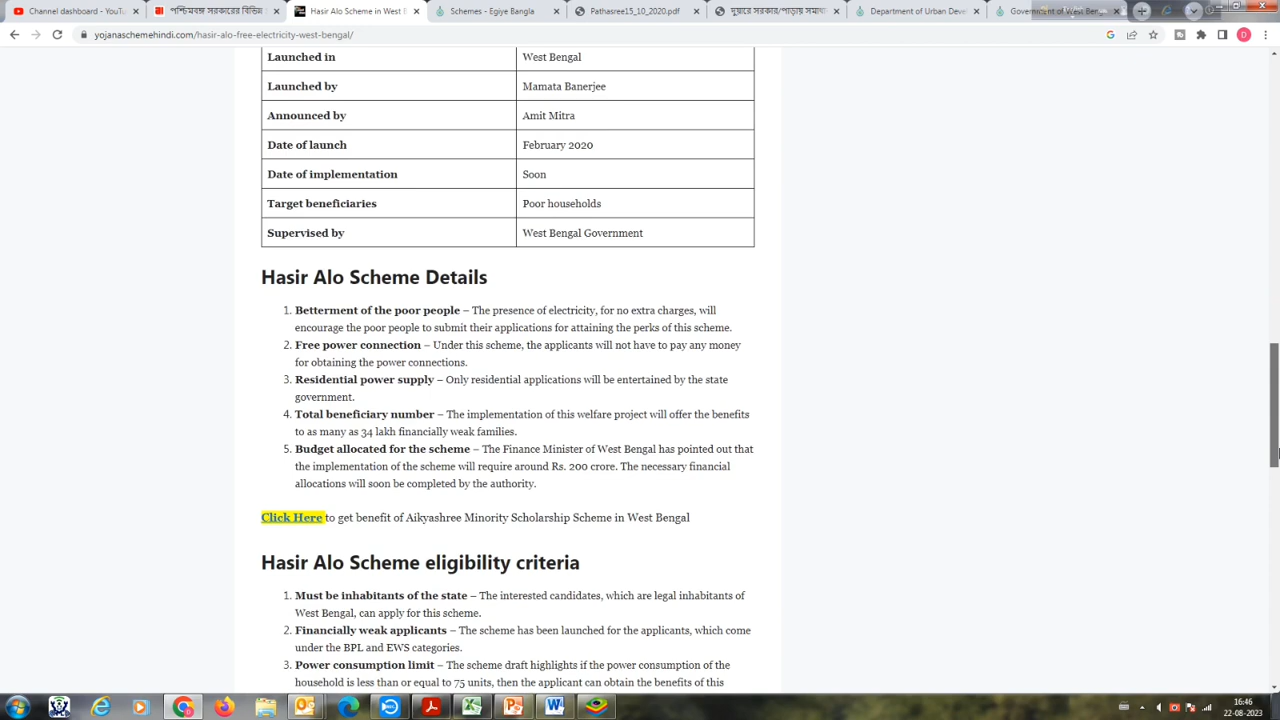 Channel dashboard - YouTu
পশ্চিমবঙ্গ সরকারের বিভিন্ন
Hasir Alo Scheme in West B
Schemes - Egiye Bangla
Pathasree15_10_2020.pdf
দুয়ারে সরকার/পাড়ায় সমাধা
Department of Urban Devel
Government of West Ben
yojanaschemehindi.com/hasir-alo-free-electricity-west-bengal/
D
Launched in West Bengal
Launched by Mamata Banerjee
Announced by Amit Mitra
Date of launch February 2020
Date of implementation Soon
Target beneficiaries Poor households
Supervised by West Bengal Government
Hasir Alo Scheme Details
1. Betterment of the poor people – The presence of electricity, for no extra charges, will
encourage the poor people to submit their applications for attaining the perks of this scheme.
2. Free power connection – Under this scheme, the applicants will not have to pay any money
for obtaining the power connections.
3. Residential power supply – Only residential applications will be entertained by the state
government.
4. Total beneficiary number – The implementation of this welfare project will offer the benefits
to as many as 34 lakh financially weak families.
5. Budget allocated for the scheme – The Finance Minister of West Bengal has pointed out that
the implementation of the scheme will require around Rs. 200 crore. The necessary financial
allocations will soon be completed by the authority.
Click Here to get benefit of Aikyashree Minority Scholarship Scheme in West Bengal
Hasir Alo Scheme eligibility criteria
1. Must be inhabitants of the state – The interested candidates, which are legal inhabitants of
West Bengal, can apply for this scheme.
2. Financially weak applicants – The scheme has been launched for the applicants, which come
under the BPL and EWS categories.
3. Power consumption limit – The scheme draft highlights if the power consumption of the
household is less than or equal to 75 units, then the applicant can obtain the benefits of this
16:46
22-08-2023